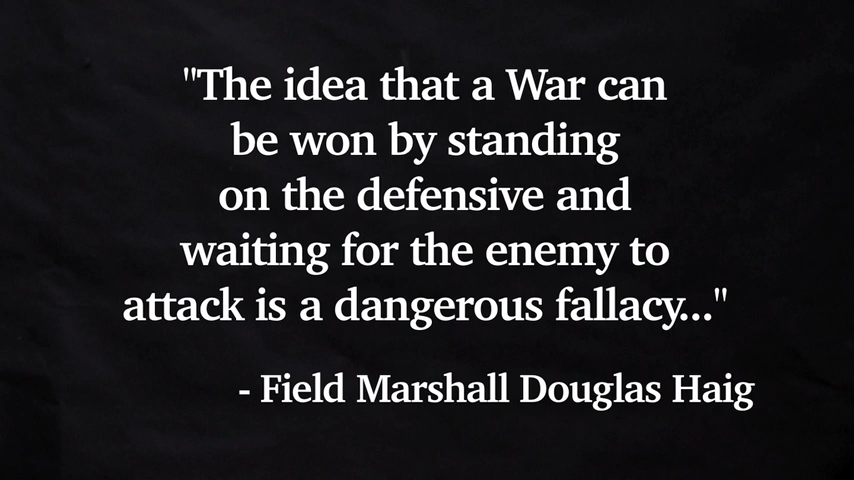 "The idea that a War can
be won by standing
on the defensive and
waiting for the enemy to
attack is a dangerous fallacy..."
- Field Marshall Douglas Haig